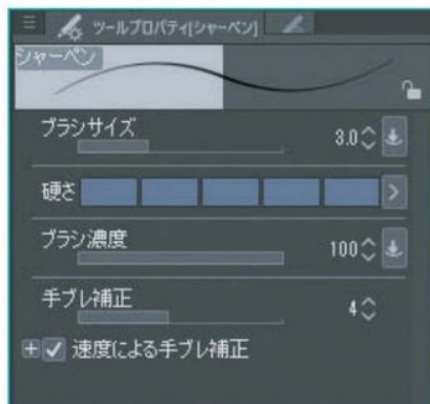 ツールプロパティ[シャーペン]
シャーペン
ブラシサイズ 3.0
硬さ
ブラシ濃度 100
手ブレ補正 4
速度による手ブレ補正